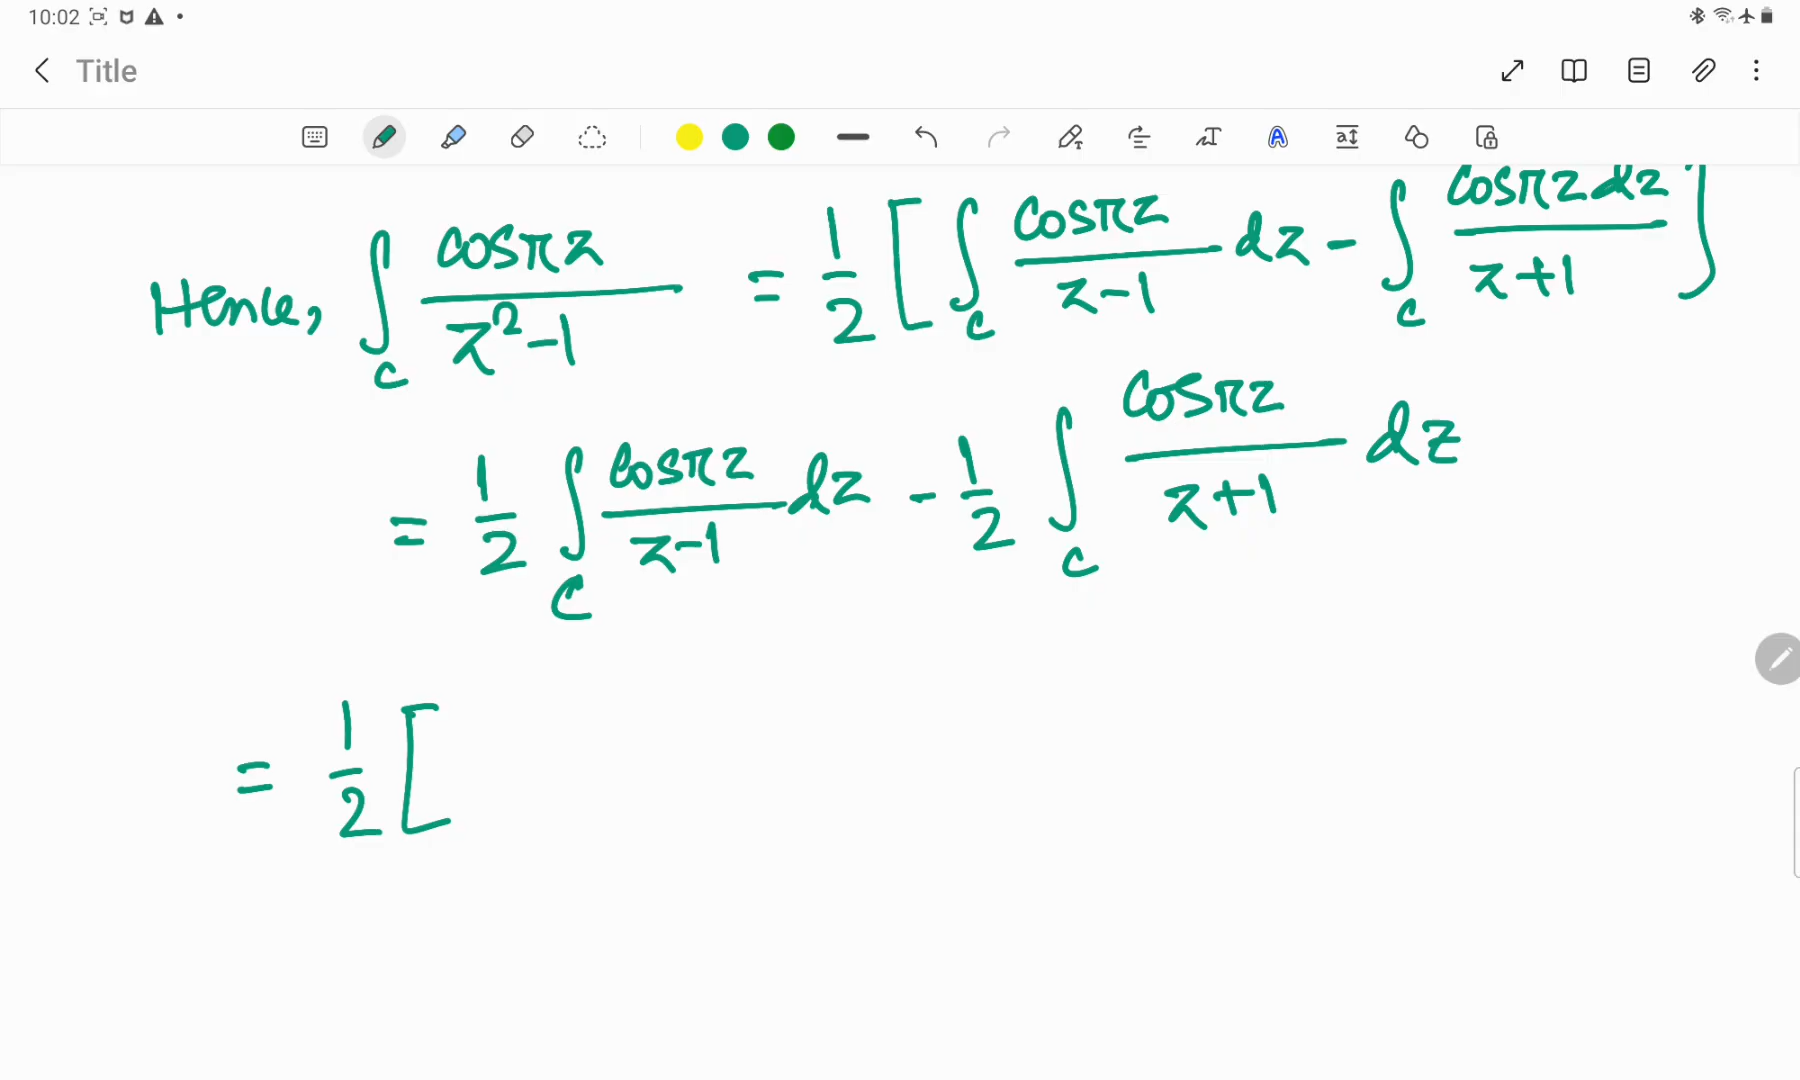 10:02
Title
Hence, ∫_C cosπz / z²-1 = 1/2 [ ∫_C cosπz / z-1 dz - ∫_C cosπz dz / z+1 ]
= 1/2 ∫_C cosπz / z-1 dz - 1/2 ∫_C cosπz / z+1 dz
= 1/2 [